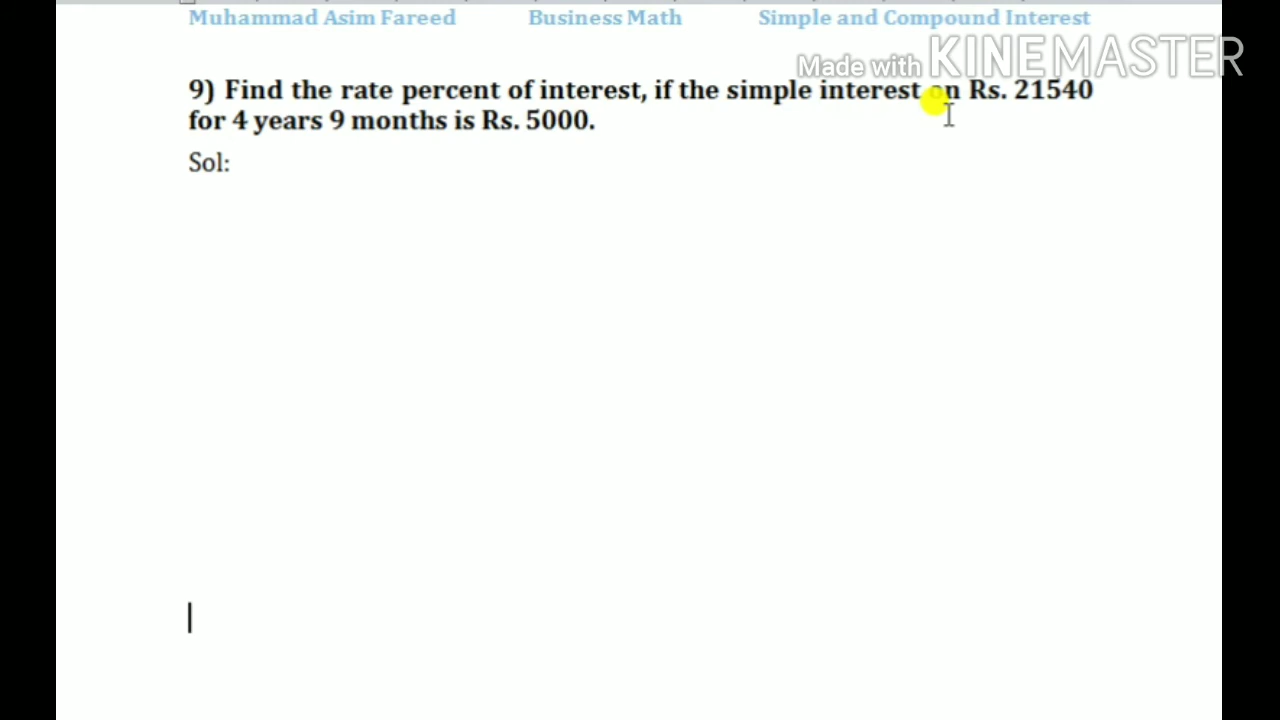 Muhammad Asim Fareed Business Math Simple and Compound Interest
Made with KINEMASTER
9) Find the rate percent of interest, if the simple interest on Rs. 21540
for 4 years 9 months is Rs. 5000.
Sol: